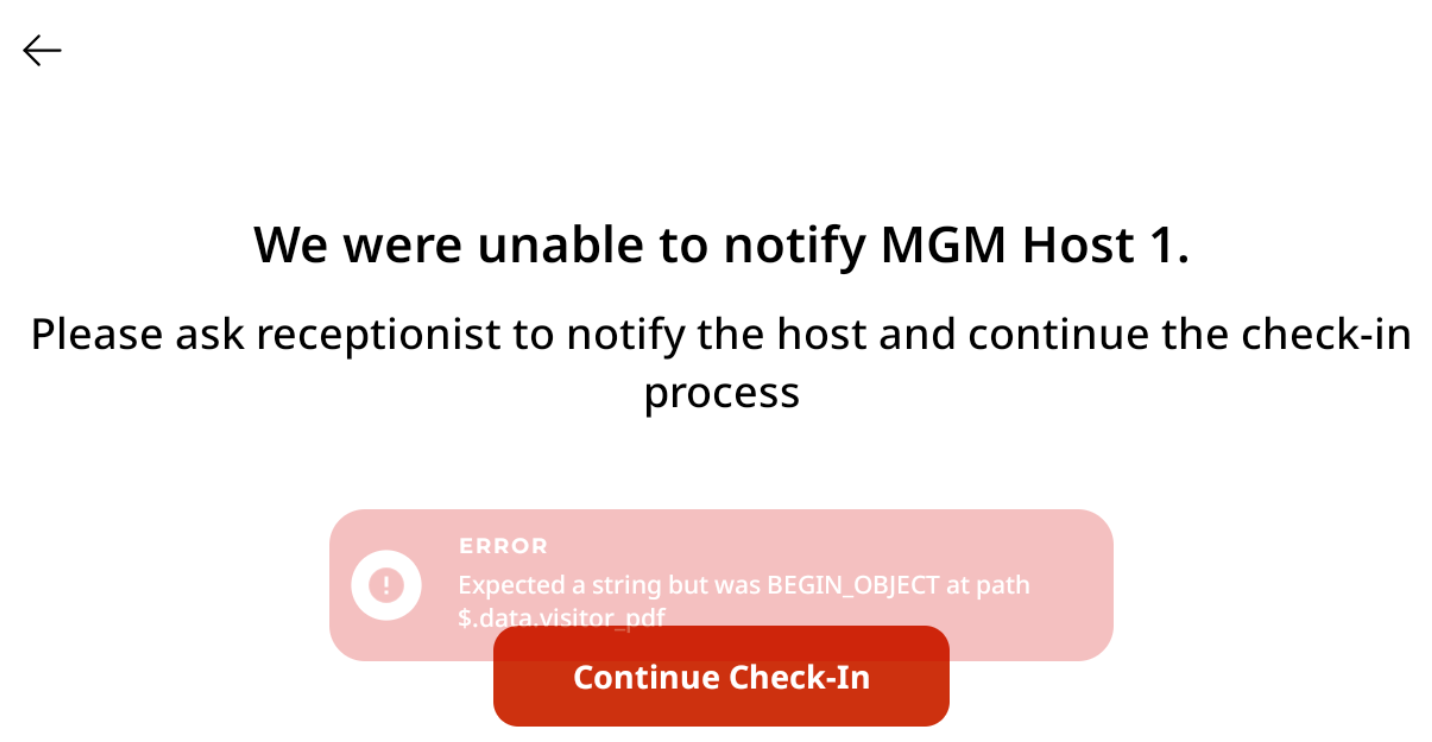 We were unable to notify MGM Host 1.
Please ask receptionist to notify the host and continue the check-in
process
ERROR
Expected a string but was BEGIN_OBJECT at path
$.data.visitor_pdf
Continue Check-In